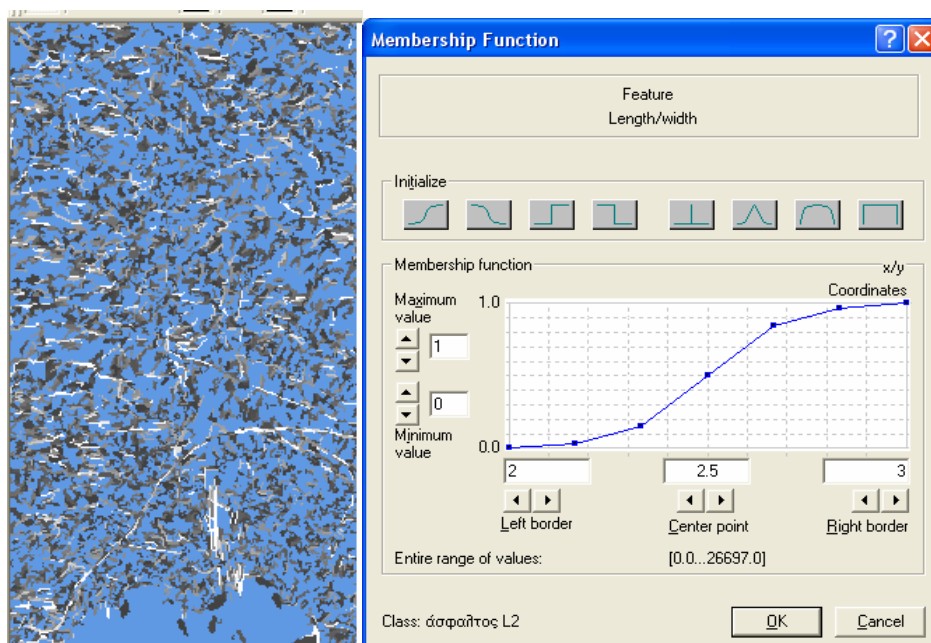 Membership Function
Feature
Length/width
Initialize
Membership function
x/y
Coordinates
Maximum
value
1
0
Minimum
value
1.0
0.0
2
2.5
3
Left border
Center point
Right border
Entire range of values:
[0.0...26697.0]
Class: άσφαλτος L2
OK
Cancel